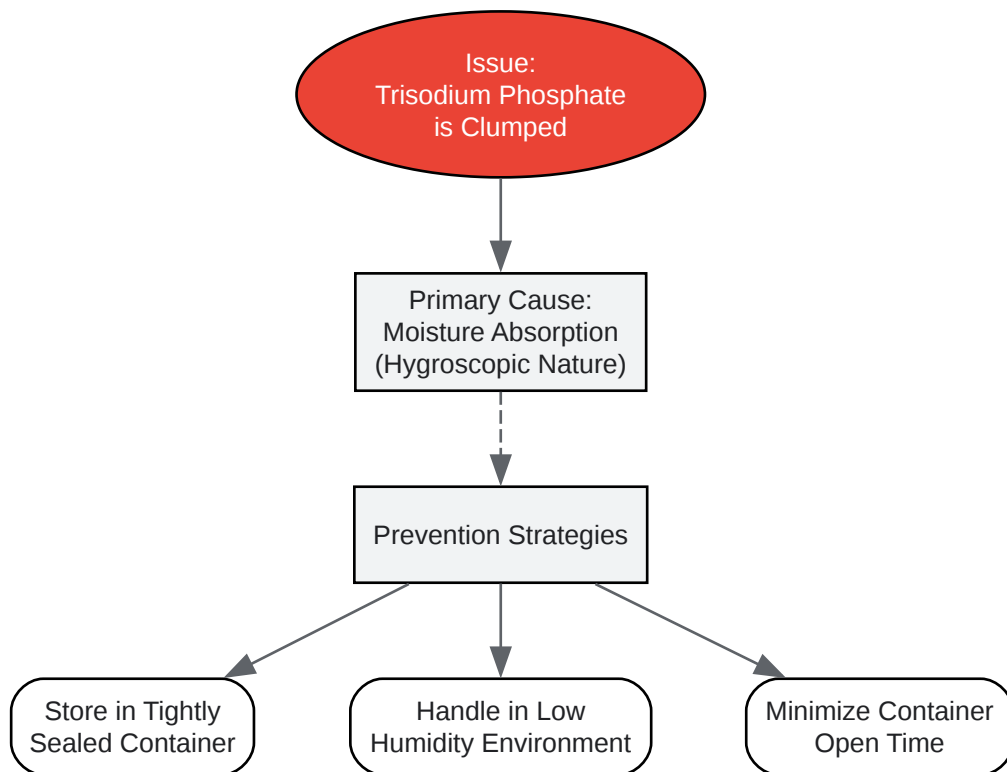 Issue:
Trisodium Phosphate
is Clumped
Primary Cause:
Moisture Absorption
(Hygroscopic Nature)
Prevention Strategies
Store in Tightly
Sealed Container
Handle in Low
Humidity Environment
Minimize Container
Open Time